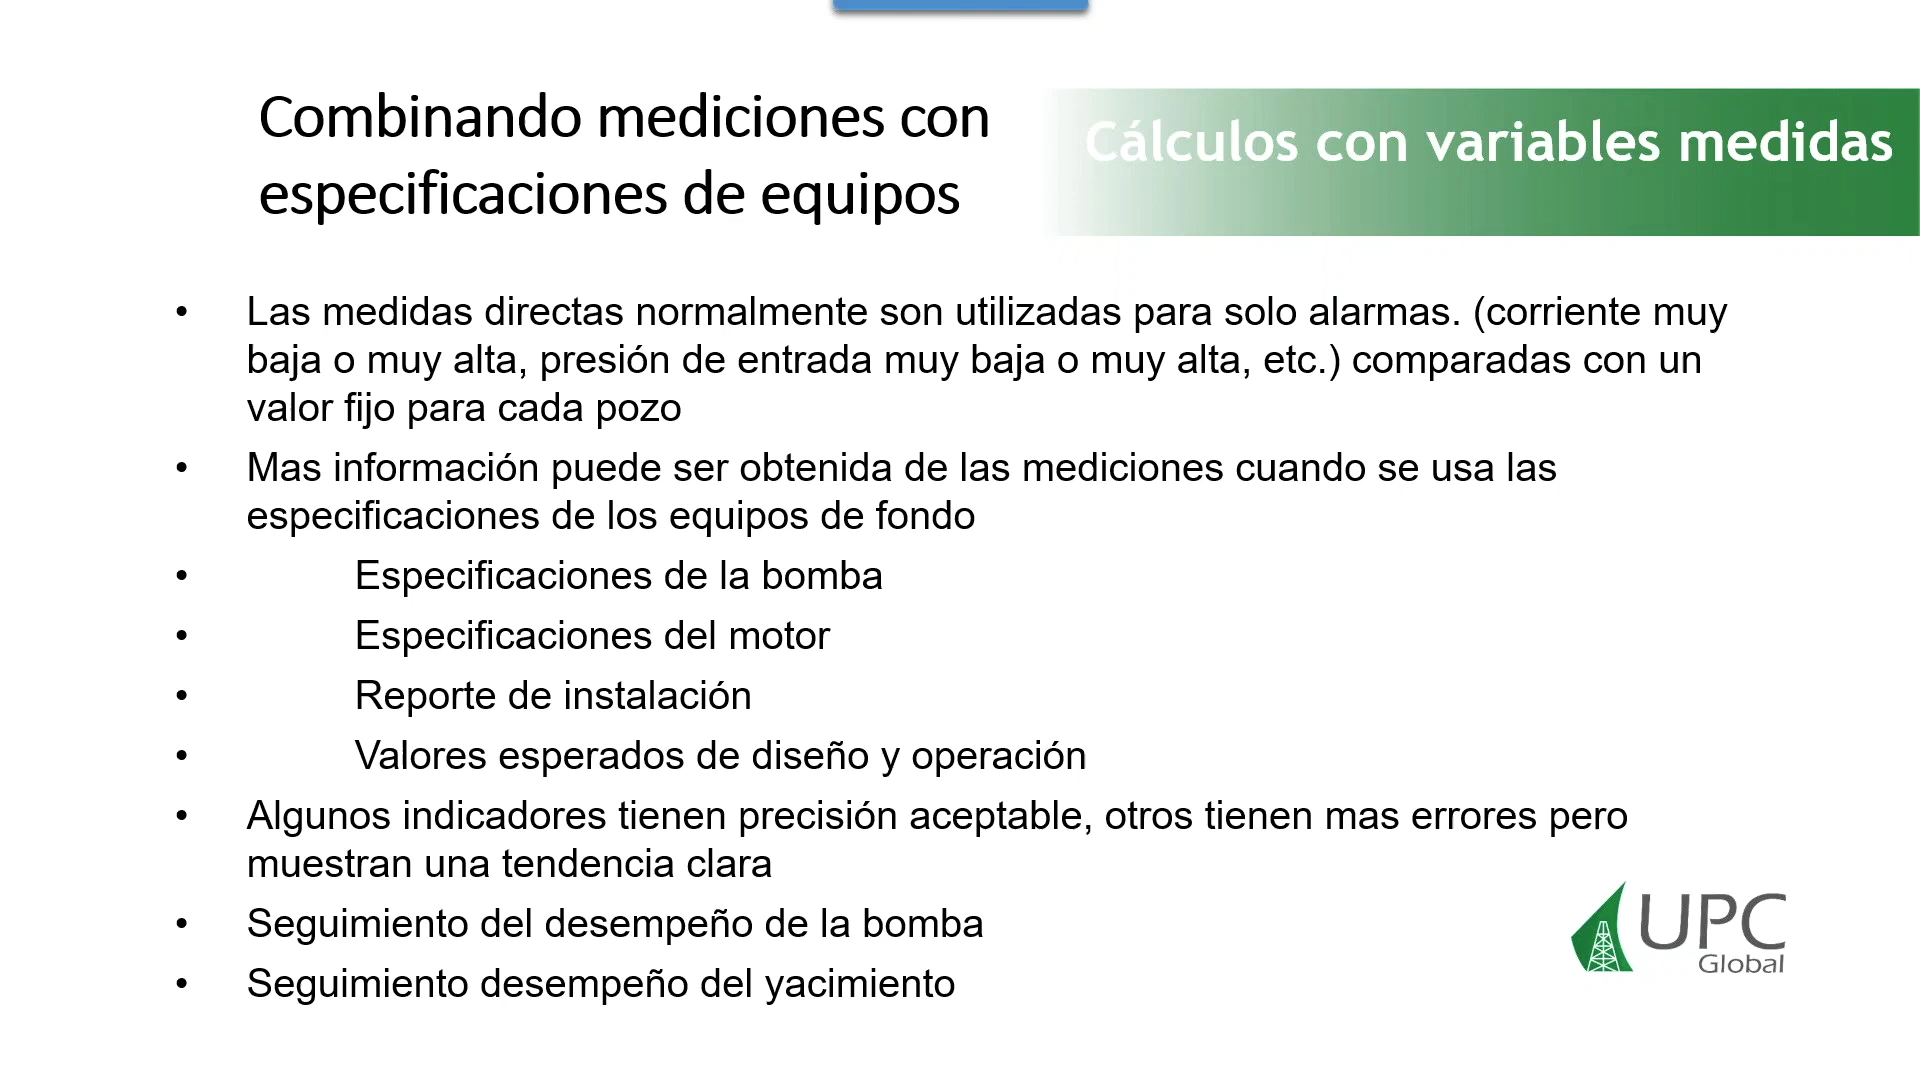 Combinando mediciones con
especificaciones de equipos
Cálculos con variables medidas
• Las medidas directas normalmente son utilizadas para solo alarmas. (corriente muy
baja o muy alta, presión de entrada muy baja o muy alta, etc.) comparadas con un
valor fijo para cada pozo
• Mas información puede ser obtenida de las mediciones cuando se usa las
especificaciones de los equipos de fondo
• Especificaciones de la bomba
• Especificaciones del motor
• Reporte de instalación
• Valores esperados de diseño y operación
• Algunos indicadores tienen precisión aceptable, otros tienen mas errores pero
muestran una tendencia clara
• Seguimiento del desempeño de la bomba
• Seguimiento desempeño del yacimiento
UPC
Global